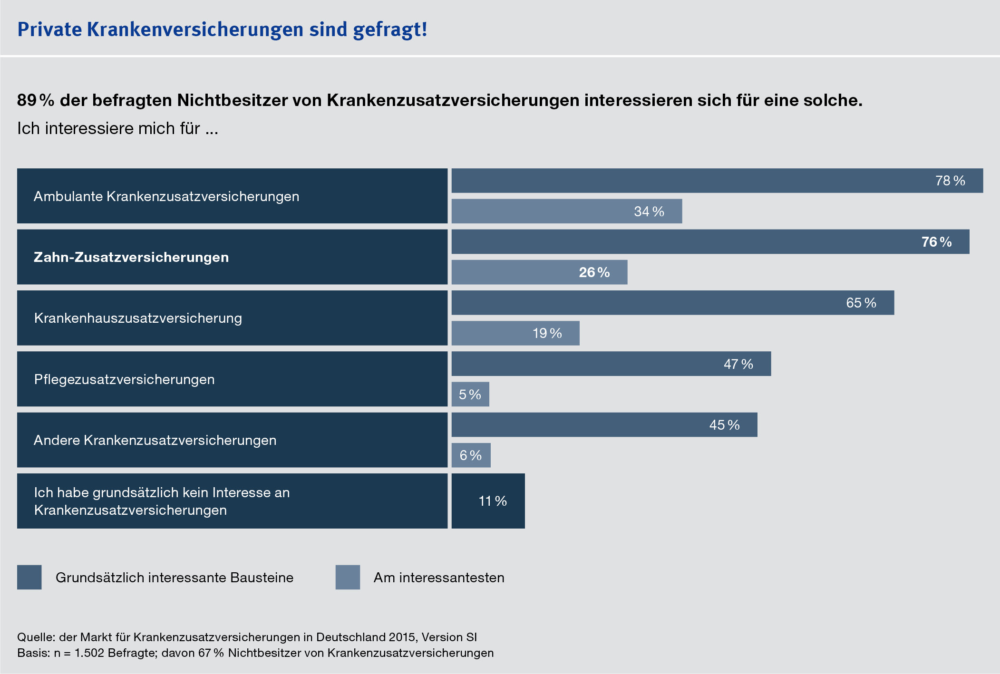 Private Krankenversicherungen sind gefragt!
89 % der befragten Nichtbesitzer von Krankenzusatzversicherungen interessieren sich für eine solche.
Ich interessiere mich für ...
Ambulante Krankenzusatzversicherungen
78 %
34 %
Zahn-Zusatzversicherungen
76 %
26 %
Krankenhauszusatzversicherung
65 %
19 %
Pflegezusatzversicherungen
47 %
5 %
Andere Krankenzusatzversicherungen
45 %
6 %
Ich habe grundsätzlich kein Interesse an
Krankenzusatzversicherungen
11 %
Grundsätzlich interessante Bausteine
Am interessantesten
Quelle: der Markt für Krankenzusatzversicherungen in Deutschland 2015, Version SI
Basis: n = 1.502 Befragte; davon 67 % Nichtbesitzer von Krankenzusatzversicherungen